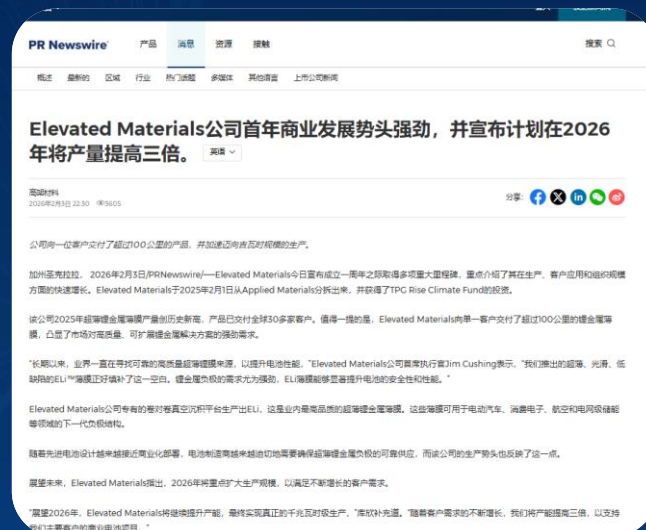 PR Newswire
产品
消息
资源
接触
搜索
概述
最新的
区域
行业
热门话题
多媒体
其他语言
上市公司新闻
Elevated Materials公司首年商业发展势头强劲，并宣布计划在2026
年将产量提高三倍。
英语
高架材料
2026年2月3日 22:30
5605
分享:
公司向一位客户交付了超过100公里的产品，并加速迈向吉瓦时规模的生产。
加州圣克拉拉， 2026年2月3日/PRNewswire/——Elevated Materials今日宣布成立一周年之际取得多项重大里程碑，重点介绍了其在生产、客户应用和组织规模
方面的快速增长。Elevated Materials于2025年2月1日从Applied Materials分拆出来，并获得了TPG Rise Climate Fund的投资。
该公司2025年超薄锂金属薄膜产量创历史新高，产品已交付全球30多家客户。值得一提的是，Elevated Materials向单一客户交付了超过100公里的锂金属薄
膜，凸显了市场对高质量、可扩展锂金属解决方案的强劲需求。
“长期以来，业界一直在寻找可靠的高质量超薄锂膜来源，以提升电池性能，”Elevated Materials公司首席执行官Jim Cushing表示，“我们推出的超薄、光滑、低
缺陷的ELi™薄膜正好填补了这一空白。锂金属负极的需求尤为强劲，ELi薄膜能够显著提升电池的安全性和性能。”
Elevated Materials公司专有的卷对卷真空沉积平台生产出ELi，这是业内最高品质的超薄锂金属薄膜。这些薄膜可用于电动汽车、消费电子、航空和电网级储能
等领域的下一代负极结构。
随着先进电池设计越来越接近商业化部署，电池制造商越来越迫切地需要确保超薄锂金属负极的可靠供应，而该公司的生产势头也反映了这一点。
展望未来，Elevated Materials指出，2026年将重点扩大生产规模，以满足不断增长的客户需求。
“展望2026年，Elevated Materials将继续提升产能，最终实现真正的千兆瓦时级生产，”库欣补充道。“随着客户需求的不断增长，我们将产能提高三倍，以支持
我们主要客户的商业电池项目。”